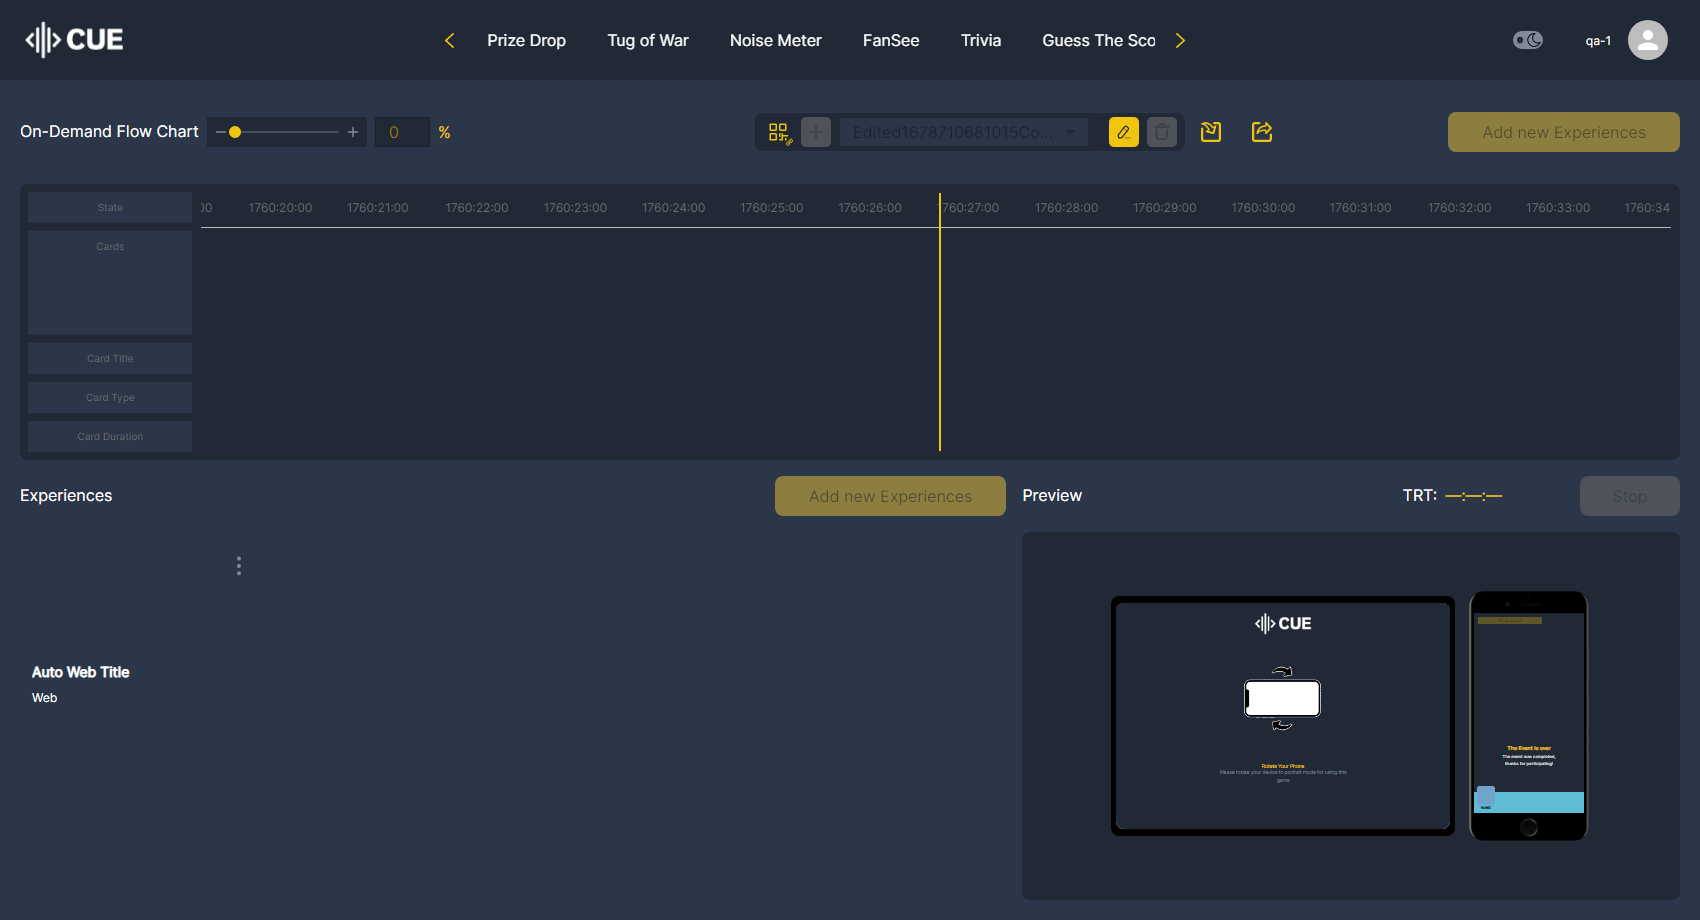 CUE
Prize Drop
Tug of War
Noise Meter
FanSee
Trivia
Guess The Sco
qa-1
On-Demand Flow Chart
0
%
Edited1678710681015Co...
Add new Experiences
State
00
1760:20:00
1760:21:00
1760:22:00
1760:23:00
1760:24:00
1760:25:00
1760:26:00
1760:27:00
1760:28:00
1760:29:00
1760:30:00
1760:31:00
1760:32:00
1760:33:00
1760:34
Cards
Card Title
Card Type
Card Duration
Experiences
Add new Experiences
Preview
TRT: —:—:—
Stop
Auto Web Title
Web
CUE
Rotate Your Phone
Please rotate your device to portrait mode for using this
game
The Event is over
The event was completed,
thanks for participating!
HOME